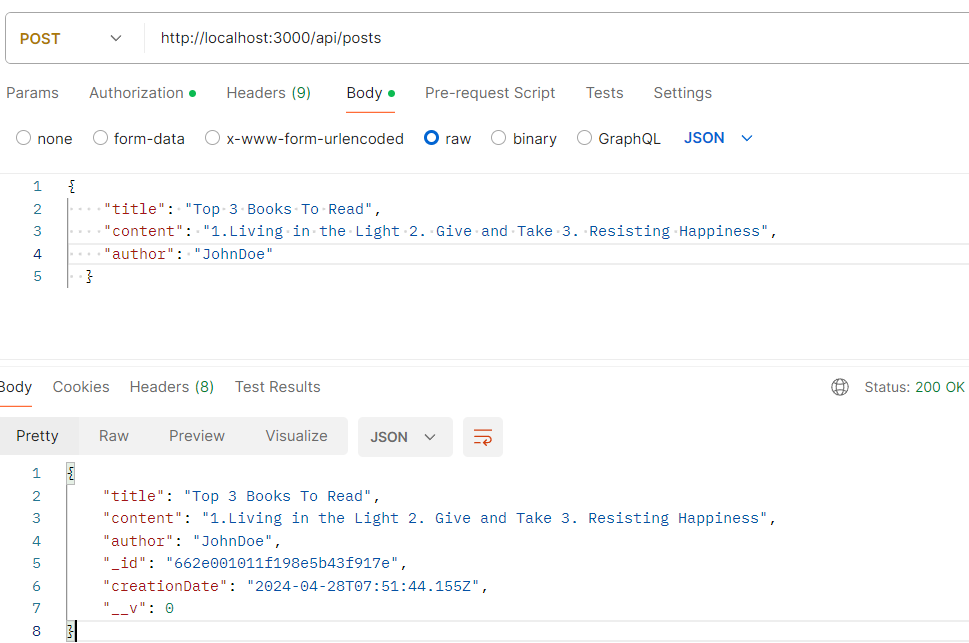 POST http://localhost:3000/api/posts
Params Authorization Headers (9) Body Pre-request Script Tests Settings
none form-data x-www-form-urlencoded raw binary GraphQL JSON
1 {
2 "title": "Top 3 Books To Read",
3 "content": "1.Living in the Light 2. Give and Take 3. Resisting Happiness",
4 "author": "JohnDoe"
5 }
Body Cookies Headers (8) Test Results Status: 200 OK
Pretty Raw Preview Visualize JSON
1 {
2 "title": "Top 3 Books To Read",
3 "content": "1.Living in the Light 2. Give and Take 3. Resisting Happiness",
4 "author": "JohnDoe",
5 "_id": "662e001011f198e5b43f917e",
6 "creationDate": "2024-04-28T07:51:44.155Z",
7 "__v": 0
8 }